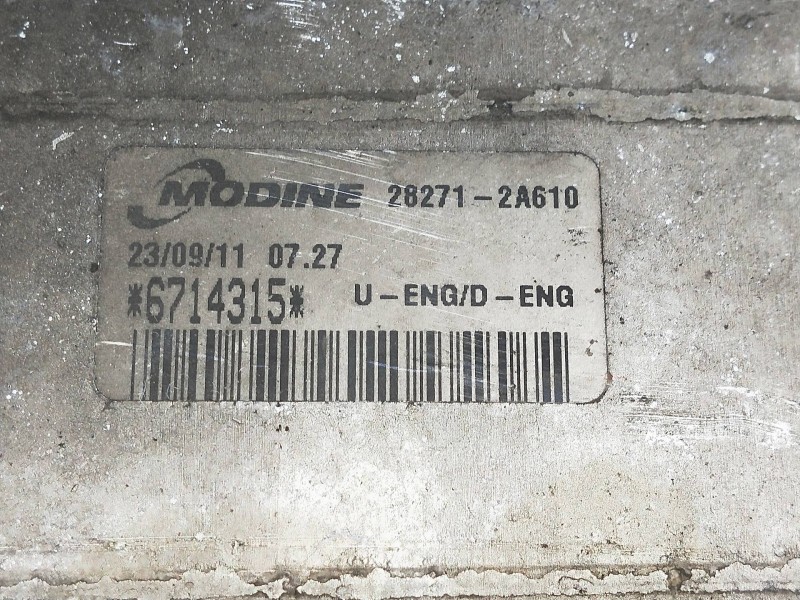 MODINE 28271-2A610
23/09/11 07.27
*6714315* U-ENG/D-ENG